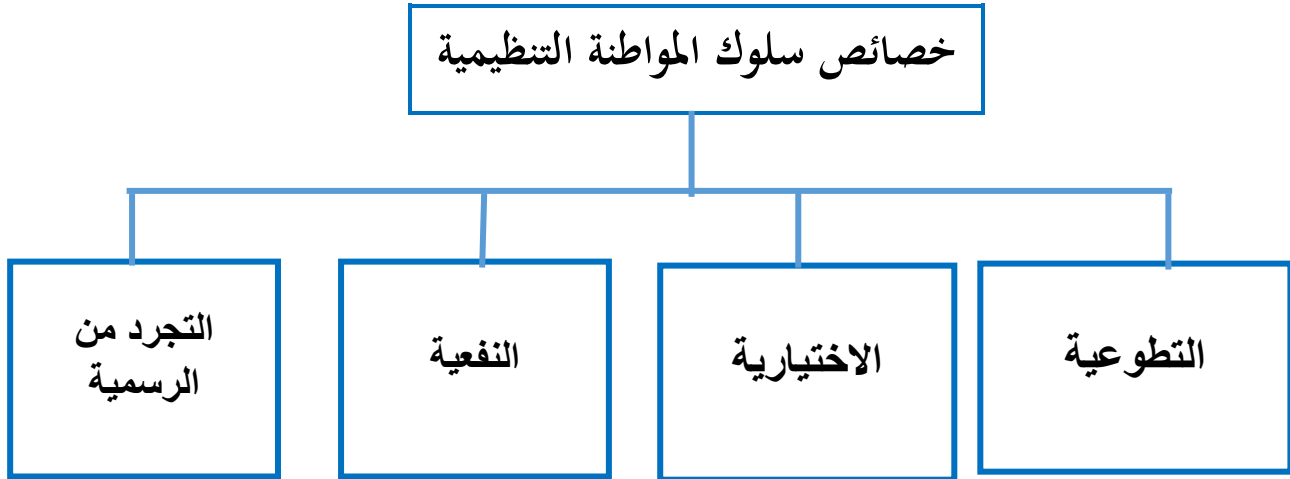 خصائص سلوك المواطنة التنظيمية
التطوعية
الاختيارية
النفعية
التجرد من
الرسمية